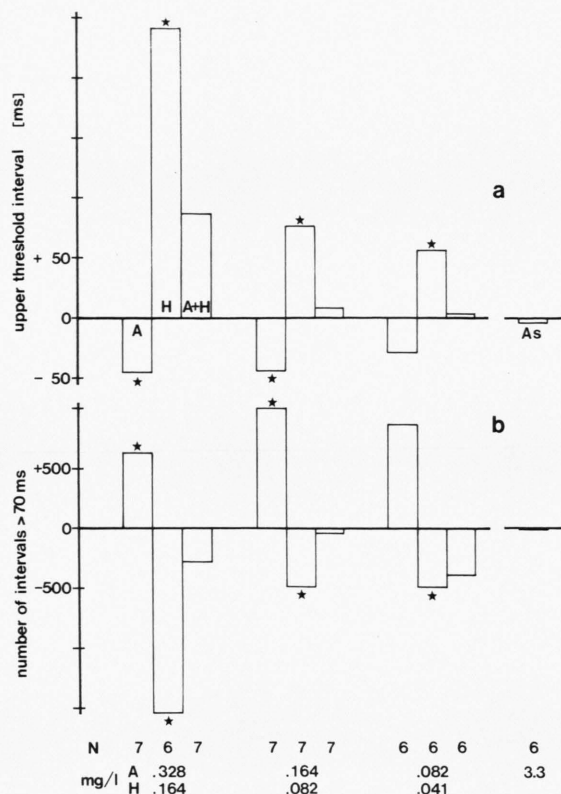 upper threshold interval [ms]
+ 50
- 50
★
H
A+H
A
★
★
★
★
a
As
number of intervals > 70 ms
+500
0
-500
★
★
★
★
★
b
0
N 7 6 7 7 7 7 6 6 6 6
mg/l A .328 .164 .082 3.3
H .164 .082 .041